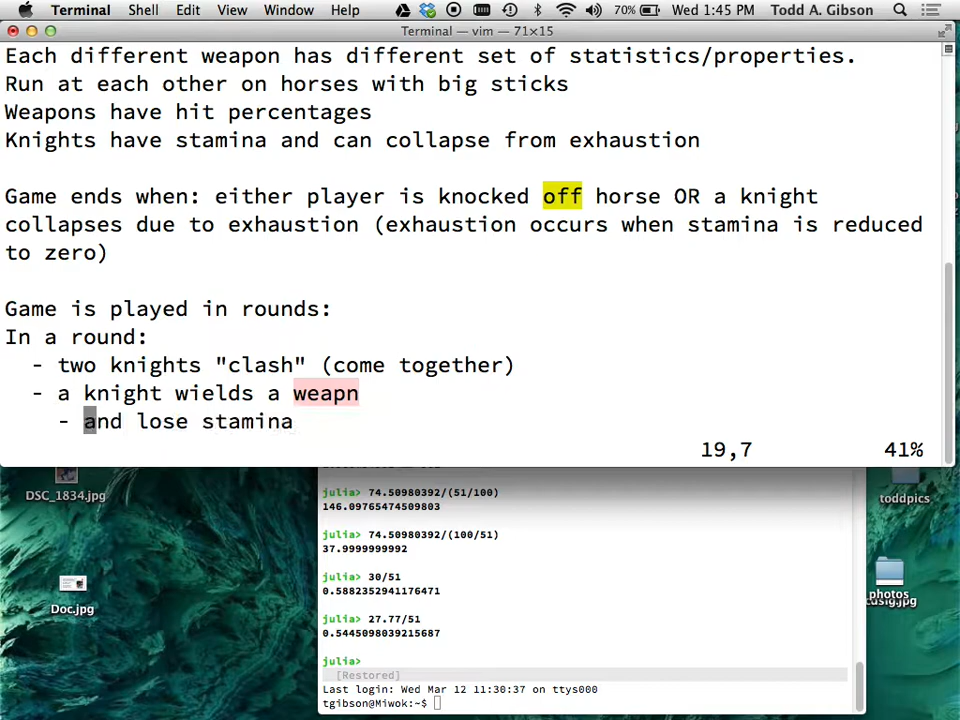 Terminal Shell Edit View Window Help 70% Wed 1:45 PM Todd A. Gibson
Terminal — vim — 71×15
Each different weapon has different set of statistics/properties.
Run at each other on horses with big sticks
Weapons have hit percentages
Knights have stamina and can collapse from exhaustion
Game ends when: either player is knocked off horse OR a knight
collapses due to exhaustion (exhaustion occurs when stamina is reduced
to zero)
Game is played in rounds:
In a round:
- two knights "clash" (come together)
- a knight wields a weapn
- and lose stamina
19,7 41%
DSC_1834.jpg
toddpics
julia> 74.50980392/(51/100)
146.09765474509803
julia> 74.50980392/(100/51)
37.9999999992
julia> 30/51
0.5882352941176471
julia> 27.77/51
0.5445098039215687
julia>
[Restored]
Last login: Wed Mar 12 11:30:37 on ttys000
tgibson@Miwok:~$
Doc.jpg
photos